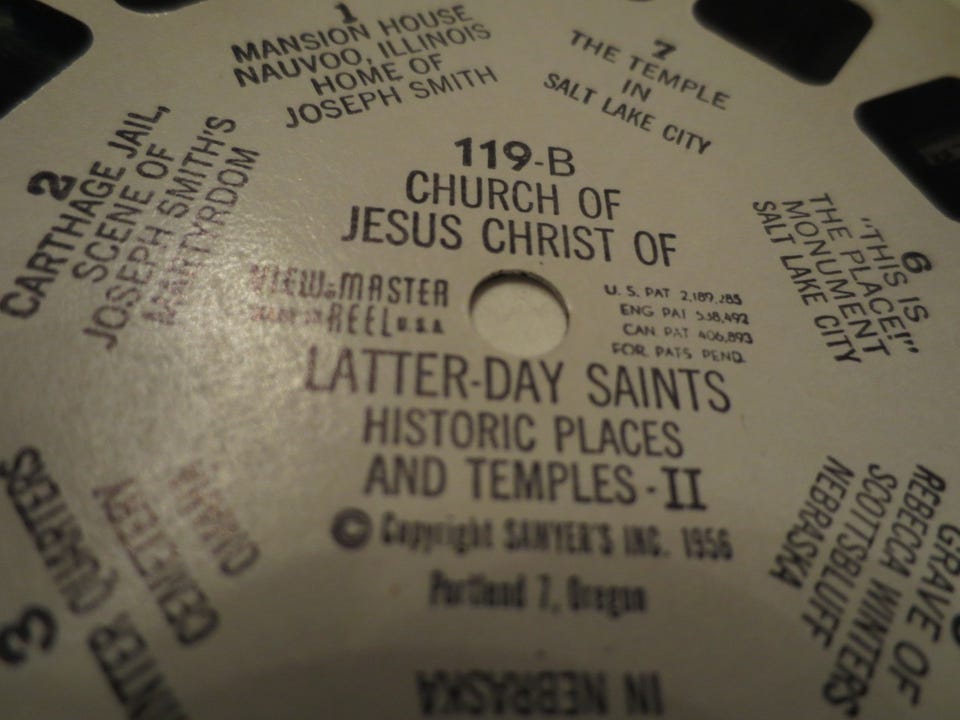 119-B
CHURCH OF
JESUS CHRIST OF
VIEW-MASTER
REEL U.S.A.
U.S. PAT 2,189,285
ENG PAT 538,492
CAN PAT 406,893
FOR. PATS PEND.
LATTER-DAY SAINTS
HISTORIC PLACES
AND TEMPLES - II
© Copyright SAWYER'S INC. 1956
Portland 7, Oregon
1
MANSION HOUSE
NAUVOO, ILLINOIS
HOME OF
JOSEPH SMITH
2
CARTHAGE JAIL,
SCENE OF
JOSEPH SMITH'S
MARTYRDOM
3
WINTER QUARTERS
CEMETERY
OMAHA
IN NEBRASKA
GRAVE OF
REBECCA WINTERS
SCOTTSBLUFF
NEBRASKA
6
"THIS IS
THE PLACE!"
MONUMENT
SALT LAKE CITY
7
THE TEMPLE
IN
SALT LAKE CITY